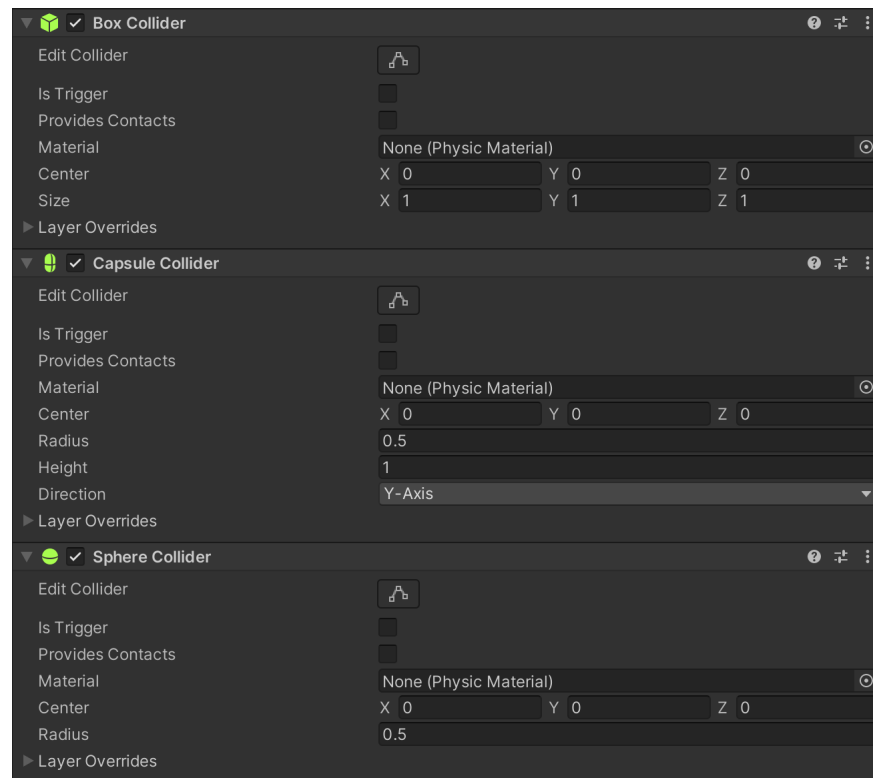 Box Collider
Edit Collider
Is Trigger
Provides Contacts
Material None (Physic Material)
Center X 0 Y 0 Z 0
Size X 1 Y 1 Z 1
Layer Overrides
Capsule Collider
Edit Collider
Is Trigger
Provides Contacts
Material None (Physic Material)
Center X 0 Y 0 Z 0
Radius 0.5
Height 1
Direction Y-Axis
Layer Overrides
Sphere Collider
Edit Collider
Is Trigger
Provides Contacts
Material None (Physic Material)
Center X 0 Y 0 Z 0
Radius 0.5
Layer Overrides